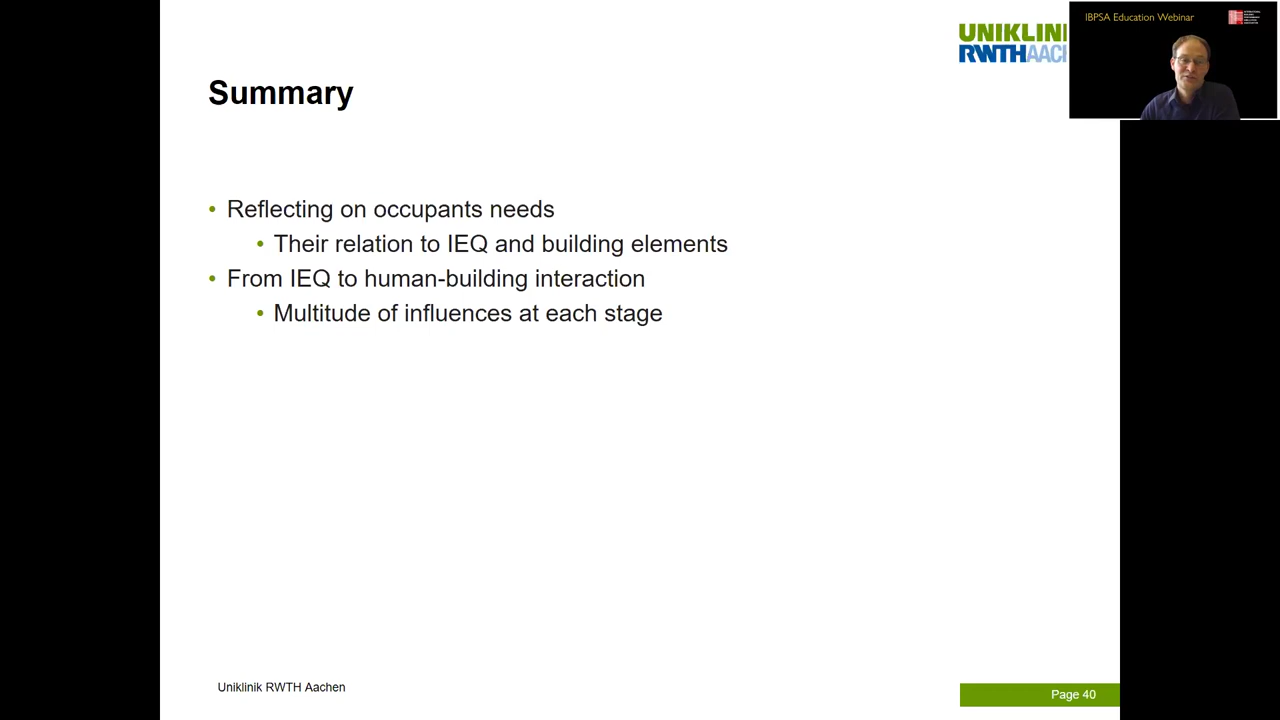 UNIKLINI
RWTHAACH
IBPSA Education Webinar
Summary
• Reflecting on occupants needs
• Their relation to IEQ and building elements
• From IEQ to human-building interaction
• Multitude of influences at each stage
Uniklinik RWTH Aachen
Page 40